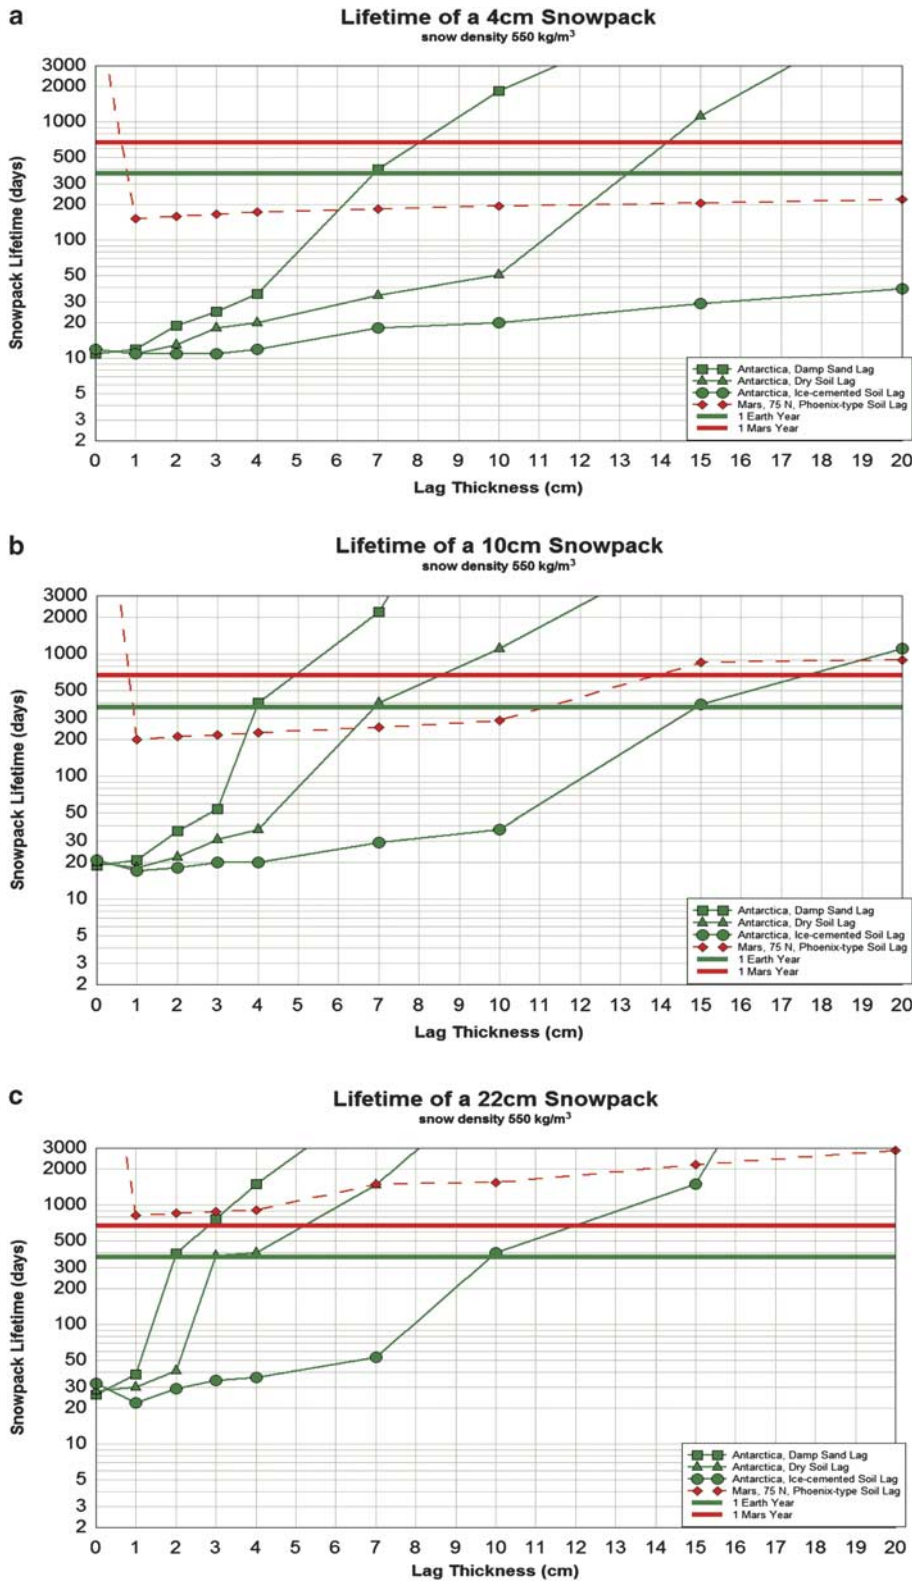 a
Lifetime of a 4cm Snowpack
snow density 550 kg/m³
Snowpack Lifetime (days)
3000
2000
1000
500
300
200
100
50
30
20
10
5
3
2
Antarctica, Damp Sand Lag
Antarctica, Dry Soil Lag
Antarctica, Ice-cemented Soil Lag
Mars, 75 N, Phoenix-type Soil Lag
1 Earth Year
1 Mars Year
0 1 2 3 4 5 6 7 8 9 10 11 12 13 14 15 16 17 18 19 20
Lag Thickness (cm)
b
Lifetime of a 10cm Snowpack
snow density 550 kg/m³
Snowpack Lifetime (days)
3000
2000
1000
500
300
200
100
50
30
20
10
5
3
2
Antarctica, Damp Sand Lag
Antarctica, Dry Soil Lag
Antarctica, Ice-cemented Soil Lag
Mars, 75 N, Phoenix-type Soil Lag
1 Earth Year
1 Mars Year
0 1 2 3 4 5 6 7 8 9 10 11 12 13 14 15 16 17 18 19 20
Lag Thickness (cm)
c
Lifetime of a 22cm Snowpack
snow density 550 kg/m³
Snowpack Lifetime (days)
3000
2000
1000
500
300
200
100
50
30
20
10
5
3
2
Antarctica, Damp Sand Lag
Antarctica, Dry Soil Lag
Antarctica, Ice-cemented Soil Lag
Mars, 75 N, Phoenix-type Soil Lag
1 Earth Year
1 Mars Year
0 1 2 3 4 5 6 7 8 9 10 11 12 13 14 15 16 17 18 19 20
Lag Thickness (cm)